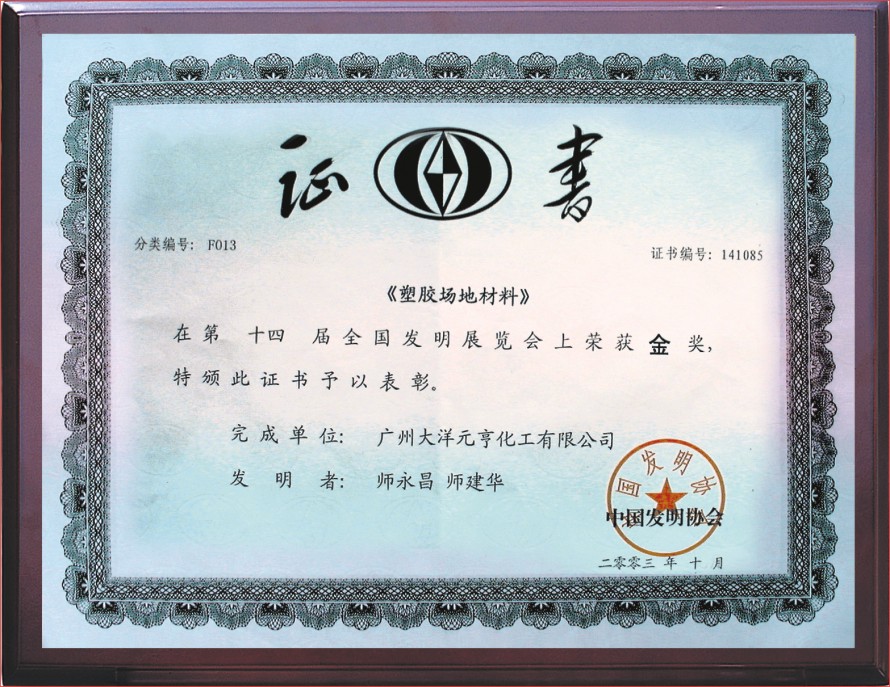 证书
分类编号: F013
证书编号: 141085
《塑胶场地材料》
在第 十四 届全国发明展览会上荣获 金 奖,
特颁此证书予以表彰。
完成单位: 广州大洋元亨化工有限公司
发明者: 师永昌 师建华
国发明协
中国发明协会
二零零三年十月